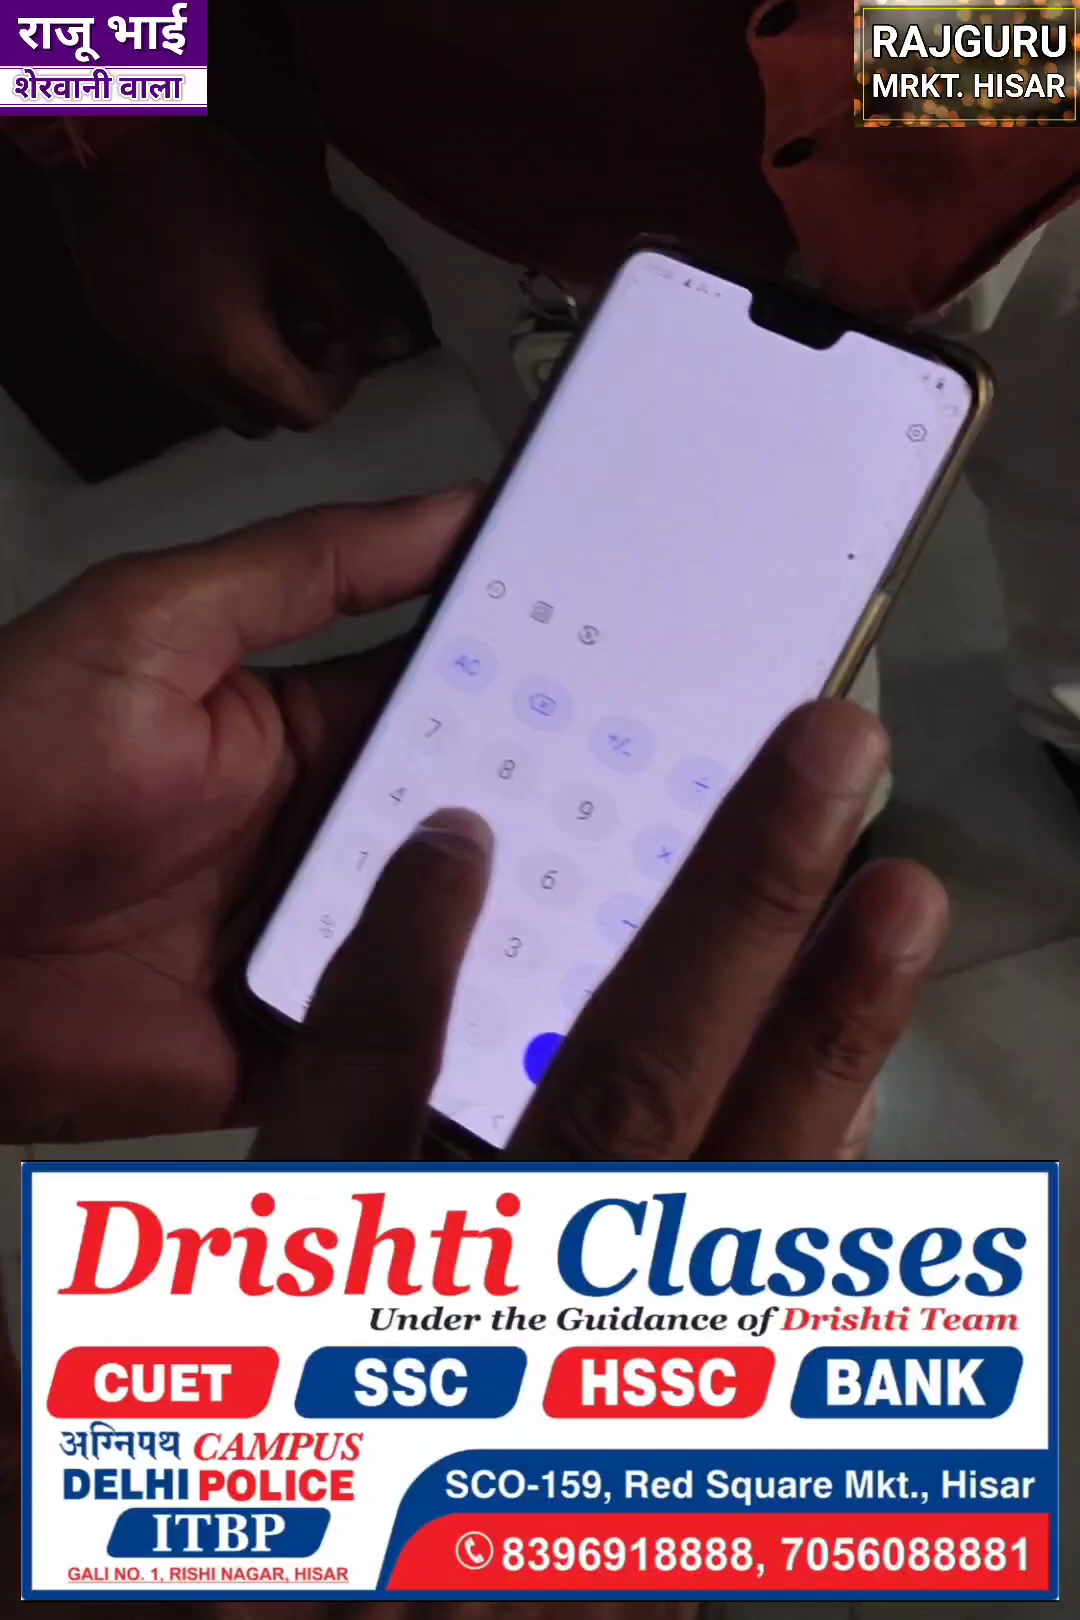 राजू भाई
शेरवानी वाला
RAJGURU
MRKT. HISAR
AC
+/-
÷
7
8
9
×
4
6
-
1
3
%
Drishti Classes
Under the Guidance of Drishti Team
CUET SSC HSSC BANK
अग्निपथ CAMPUS
DELHI POLICE
ITBP
GALI NO. 1, RISHI NAGAR, HISAR
SCO-159, Red Square Mkt., Hisar
8396918888, 7056088881